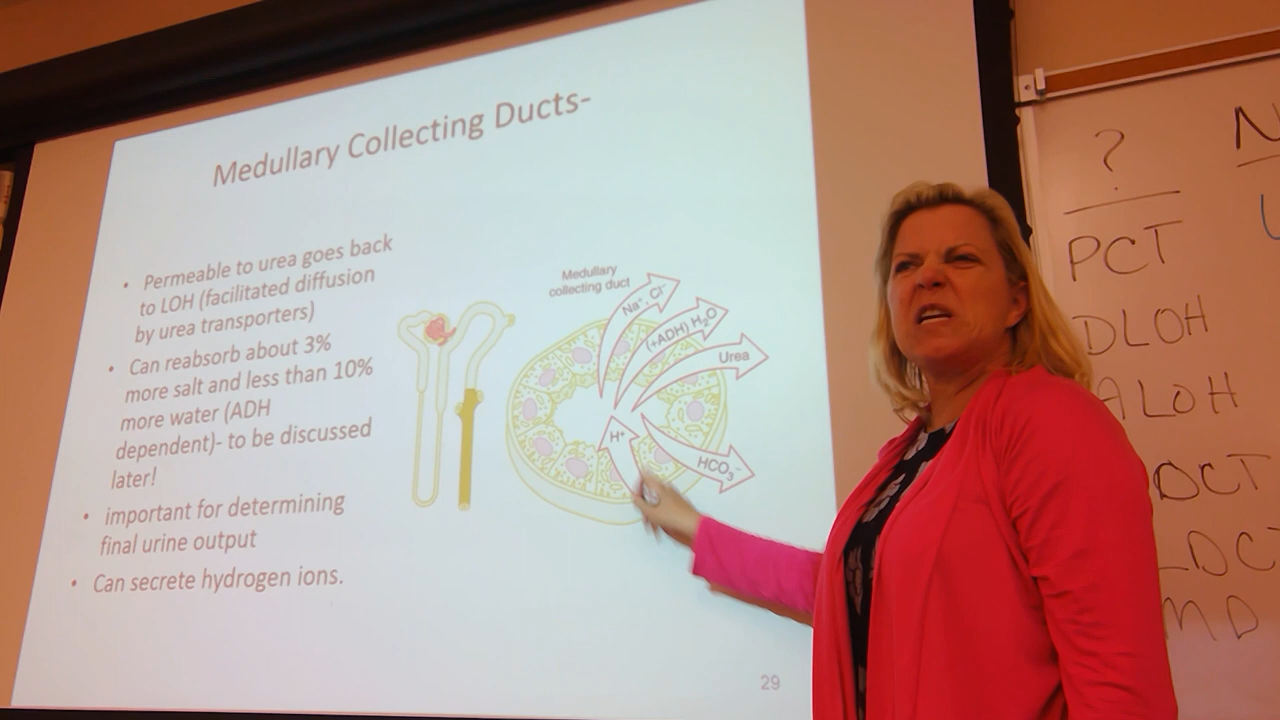 Medullary Collecting Ducts-
• Permeable to urea goes back
to LOH (facilitated diffusion
by urea transporters)
• Can reabsorb about 3%
more salt and less than 10%
more water (ADH
dependent)- to be discussed
later!
• important for determining
final urine output
• Can secrete hydrogen ions.
Medullary
collecting duct
Na⁺, Cl⁻
(+ADH) H₂O
Urea
H⁺
HCO₃⁻
29
?
PCT
DLOH
ALOH
DCT
LDCT
MD
N